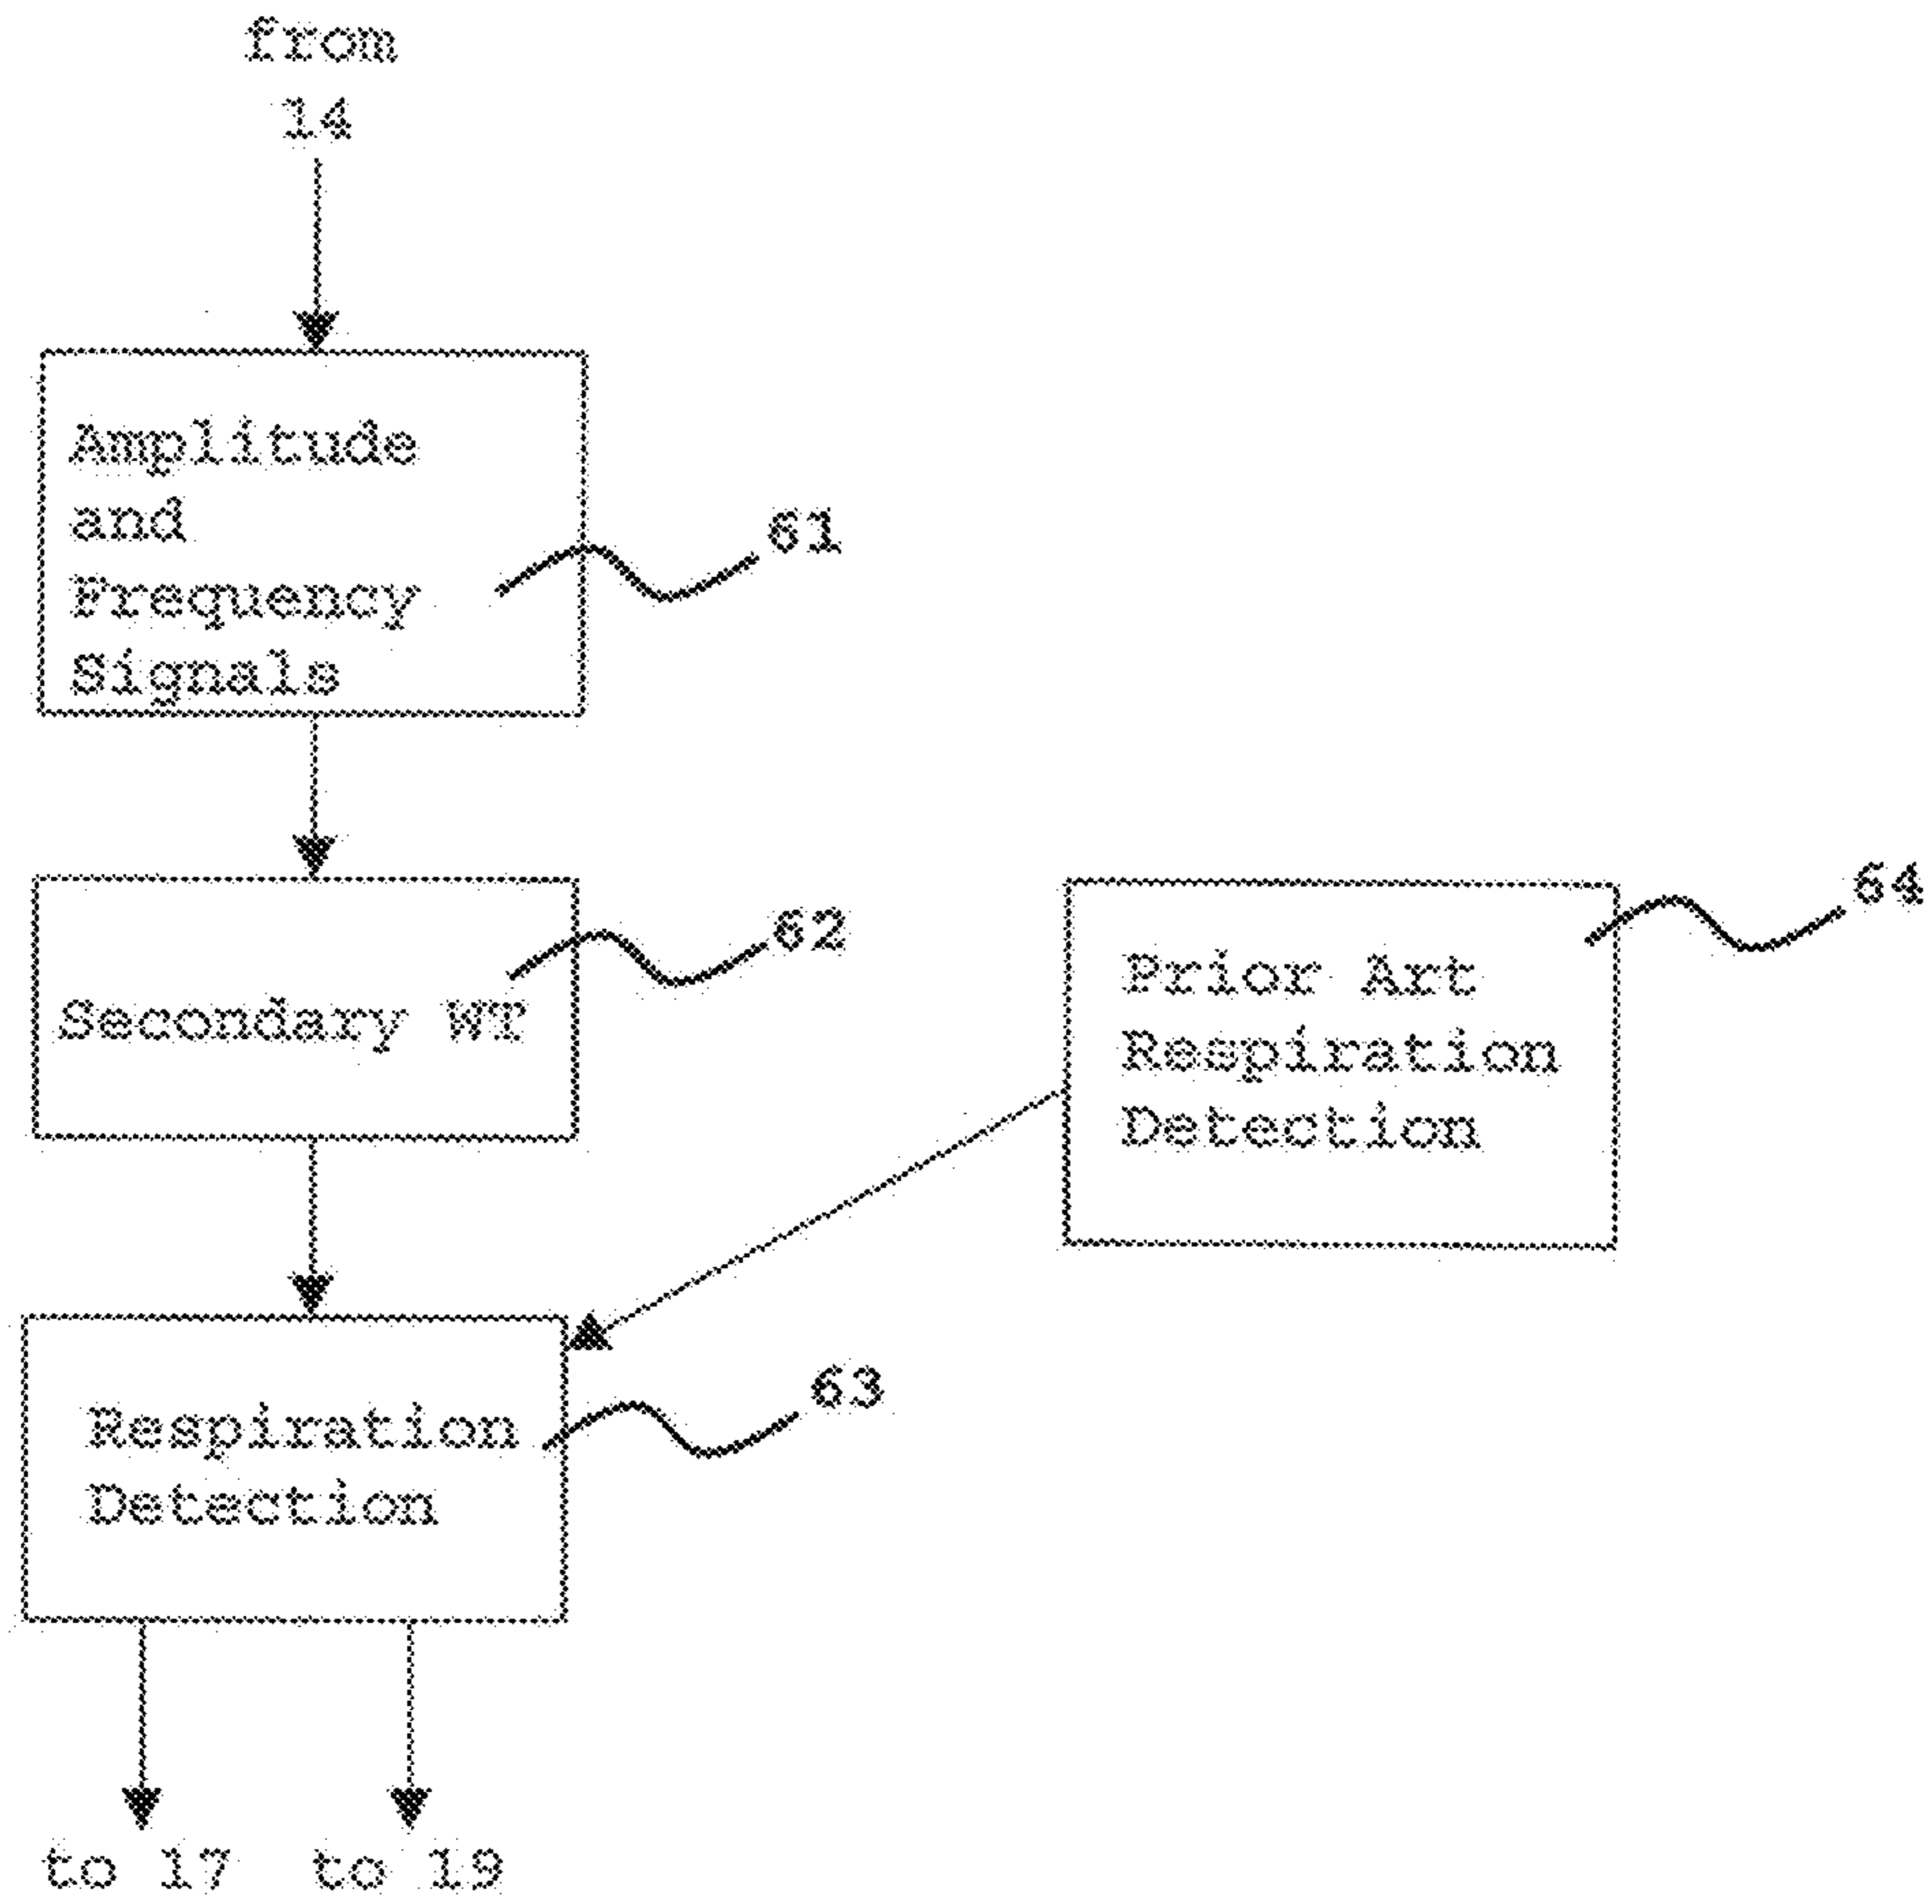 from
14
Amplitude
and
Frequency
Signals
61
Secondary WT
62
Prior Art
Respiration
Detection
64
Respiration
Detection
63
to 17
to 19